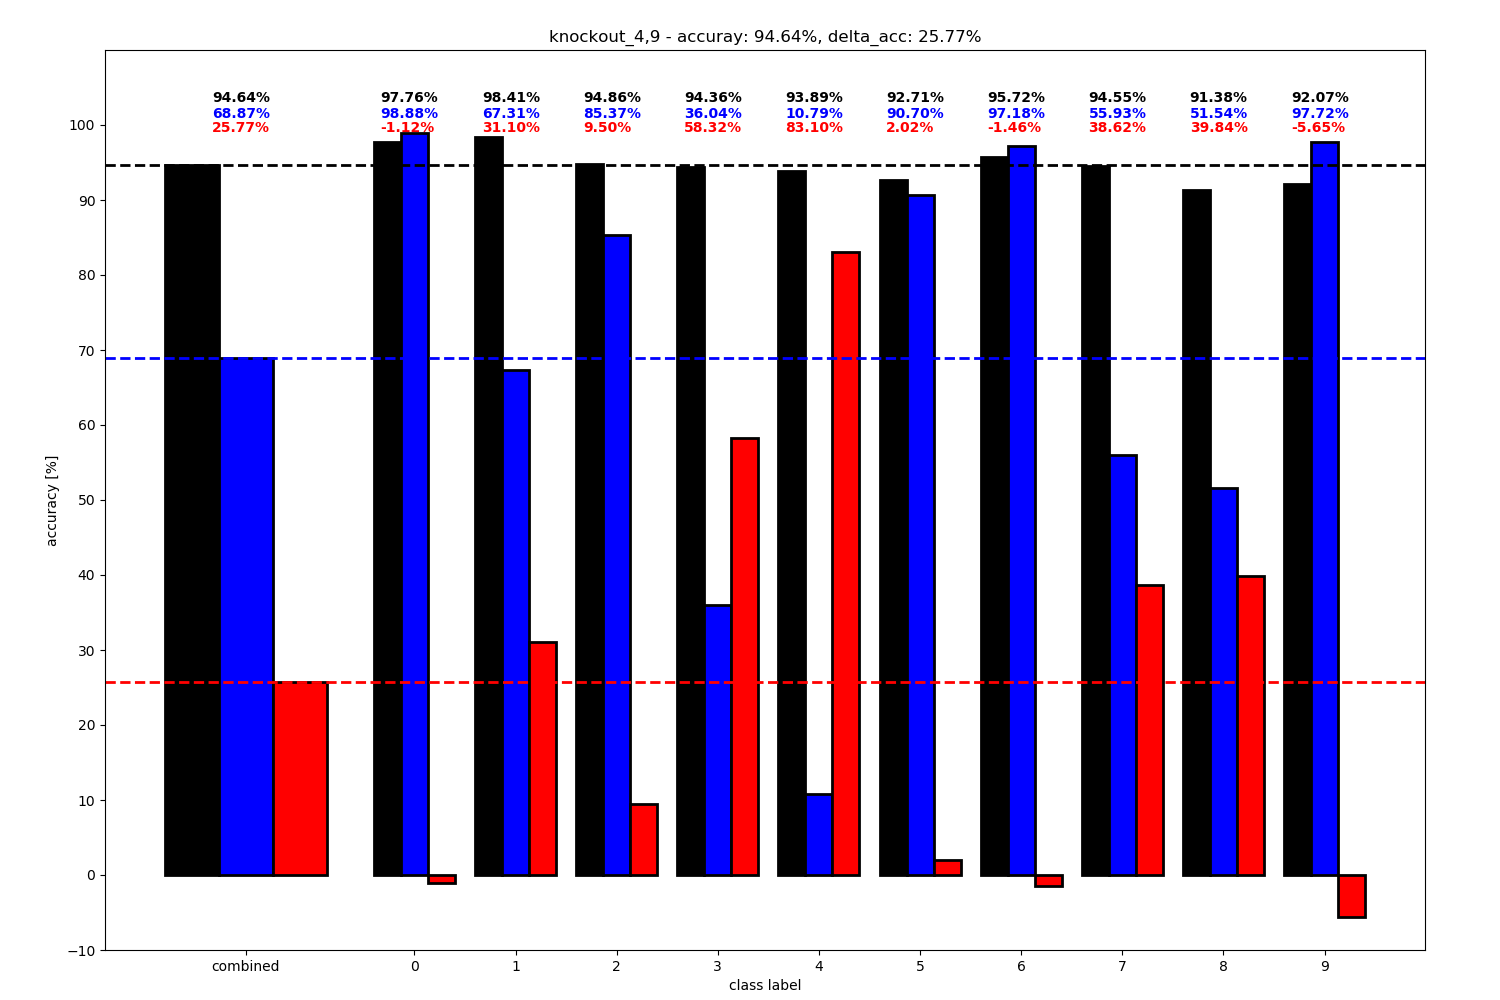 knockout_4,9 - accuray: 94.64%, delta_acc: 25.77%
94.64% 97.76% 98.41% 94.86% 94.36% 93.89% 92.71% 95.72% 94.55% 91.38% 92.07%
68.87% 98.88% 67.31% 85.37% 36.04% 10.79% 90.70% 97.18% 55.93% 51.54% 97.72%
25.77% -1.12% 31.10% 9.50% 58.32% 83.10% 2.02% -1.46% 38.62% 39.84% -5.65%
100
90
80
70
60
50
40
30
20
10
0
−10
accuracy [%]
combined 0 1 2 3 4 5 6 7 8 9
class label